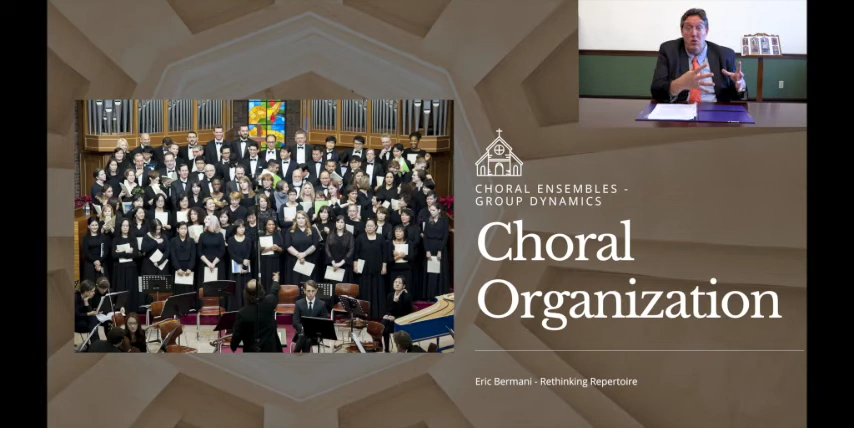 CHORAL ENSEMBLES -
GROUP DYNAMICS
Choral
Organization
Eric Bermani - Rethinking Repertoire